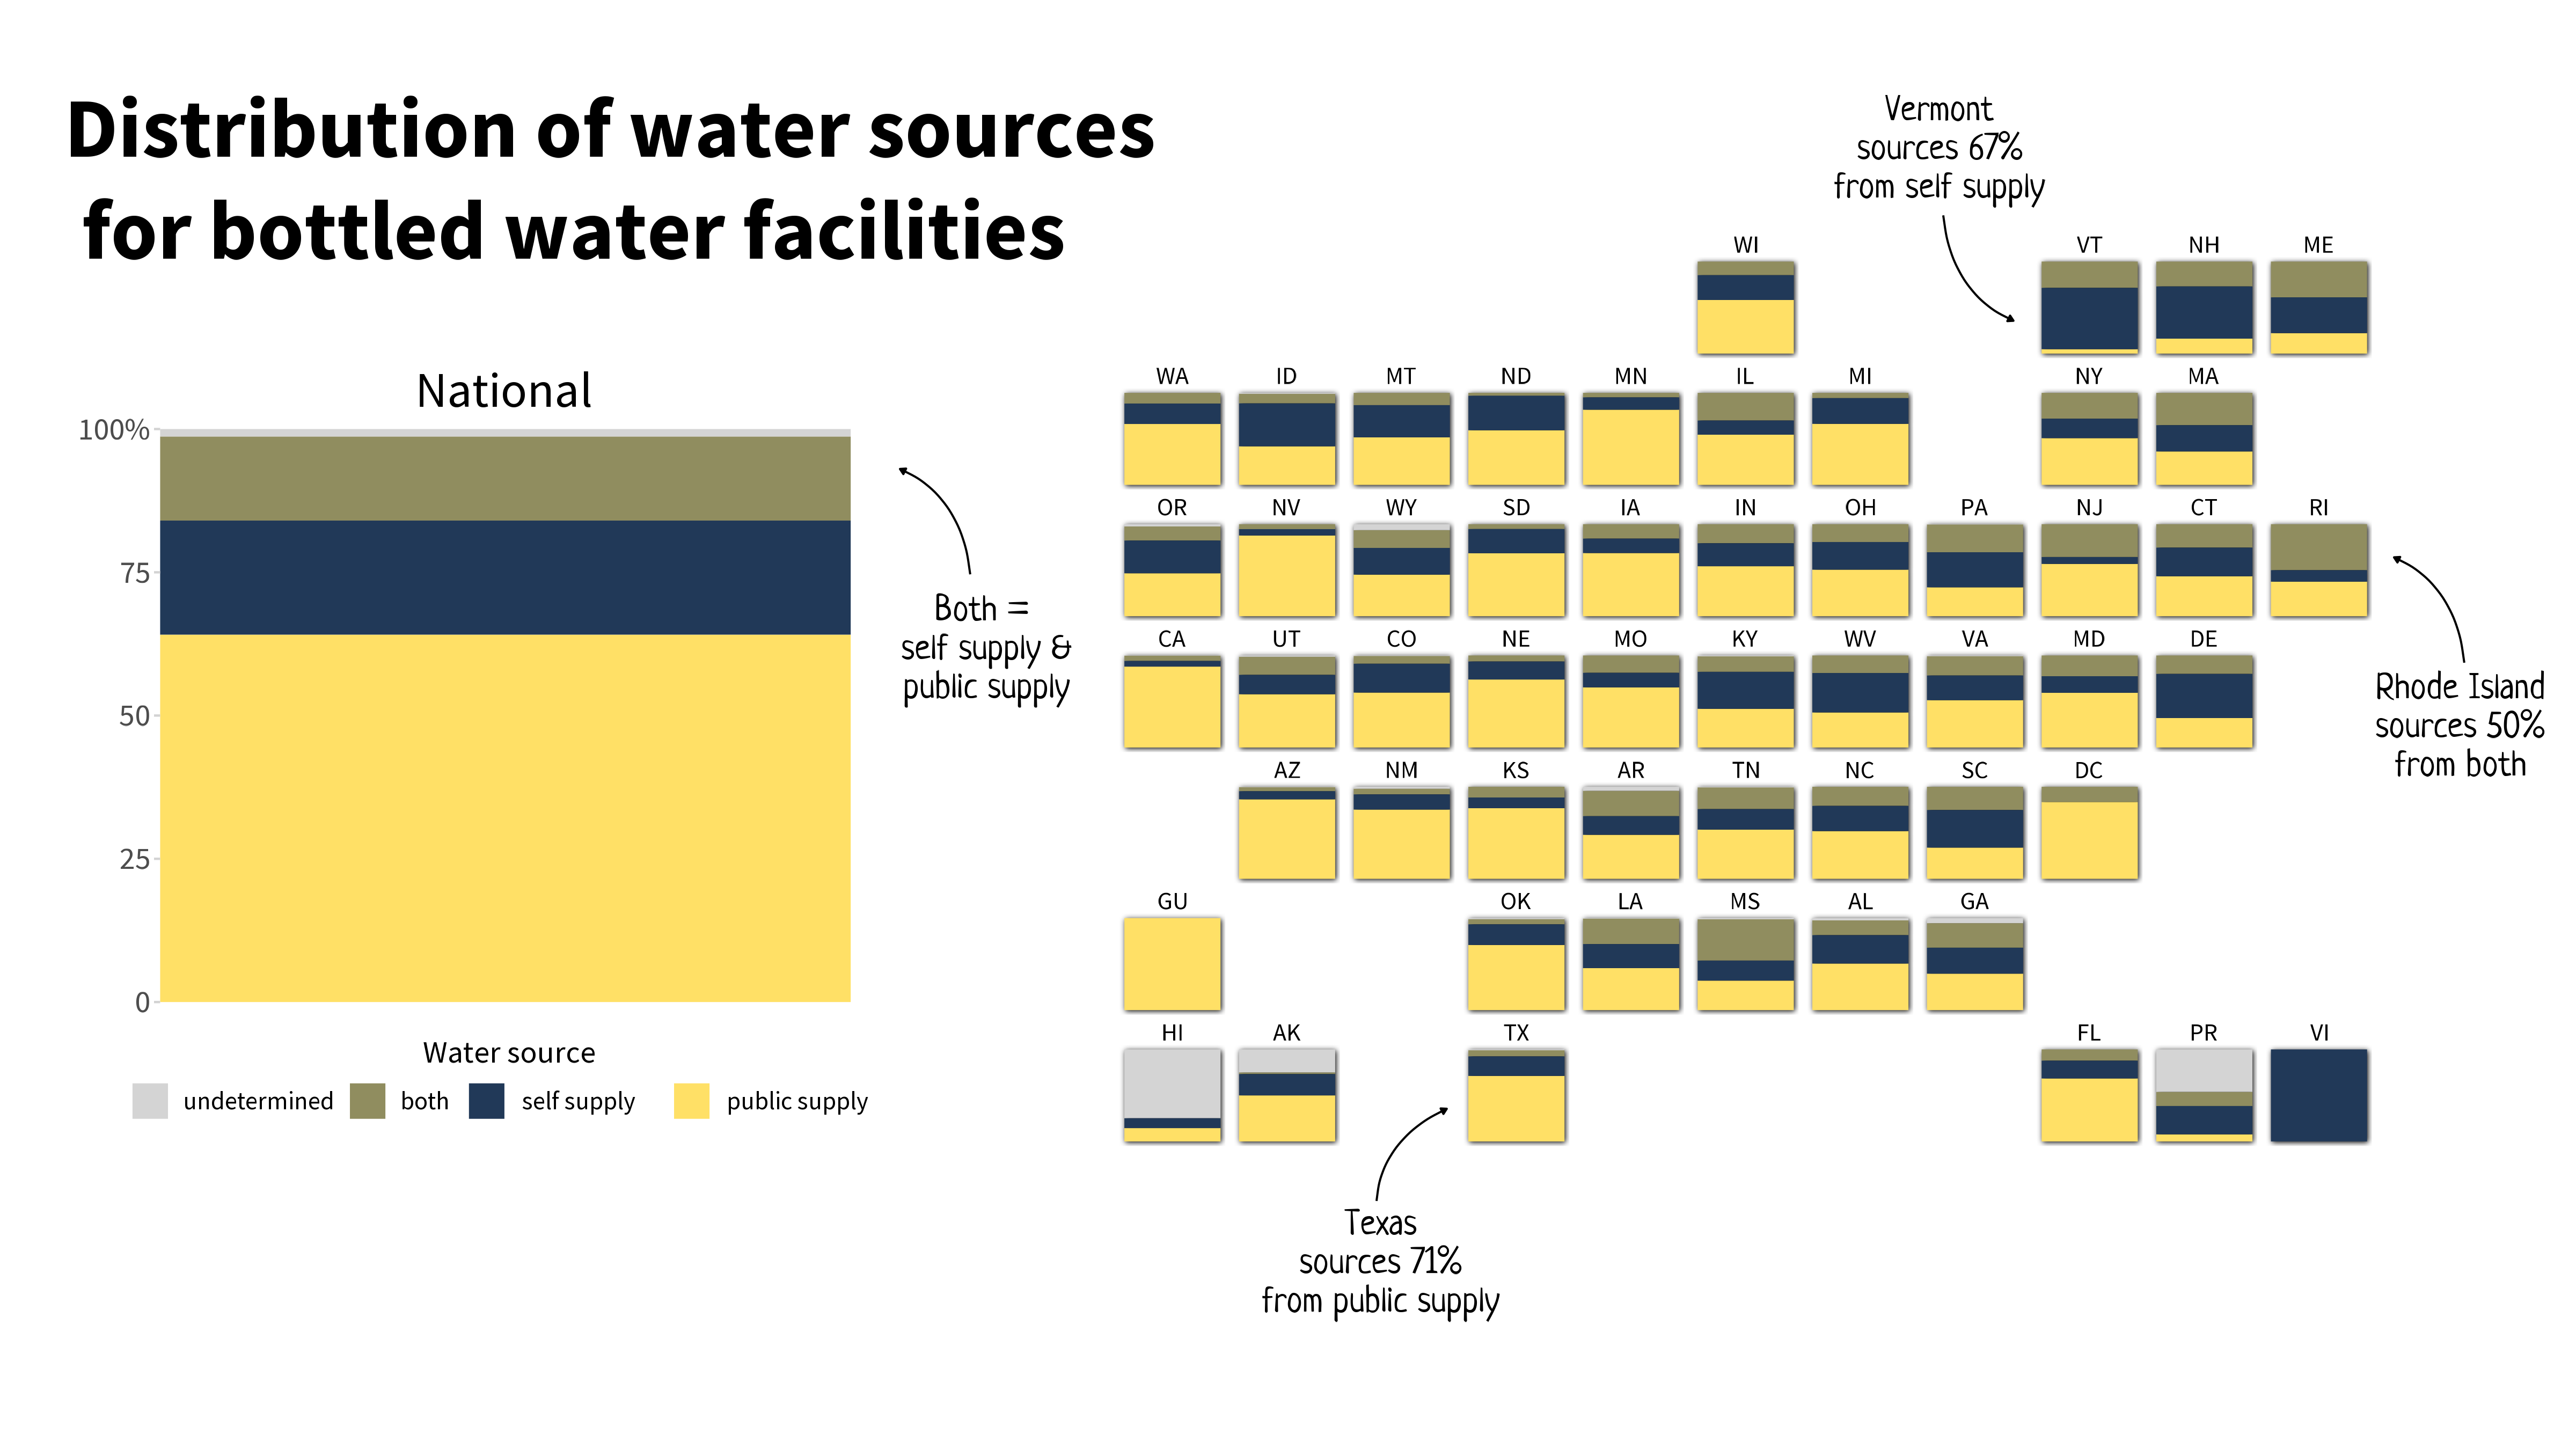 Distribution of water sources
for bottled water facilities
National
100%
75
50
25
0
Water source
undetermined both self supply public supply
Both =
self supply &
public supply
Vermont
sources 67%
from self supply
WI VT NH ME
WA ID MT ND MN IL MI NY MA
OR NV WY SD IA IN OH PA NJ CT RI
CA UT CO NE MO KY WV VA MD DE
AZ NM KS AR TN NC SC DC
GU OK LA MS AL GA
HI AK TX FL PR VI
Rhode Island
sources 50%
from both
Texas
sources 71%
from public supply